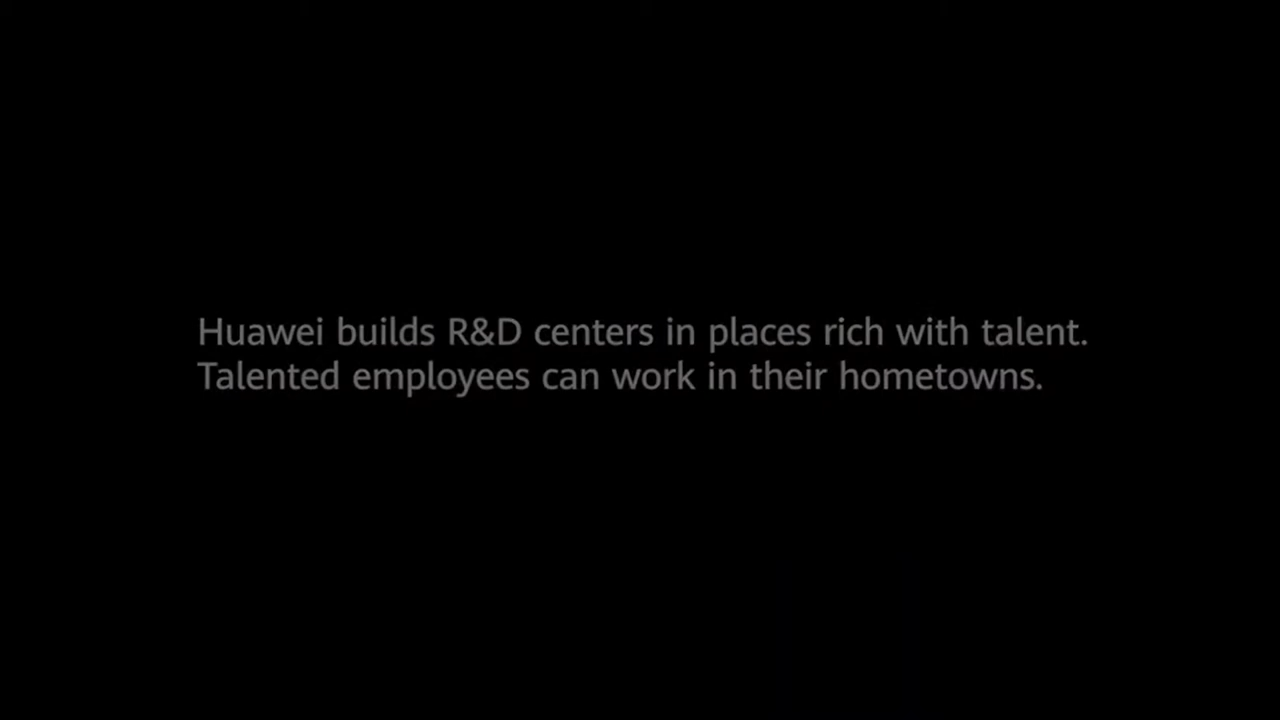 Huawei builds R&D centers in places rich with talent.
Talented employees can work in their hometowns.